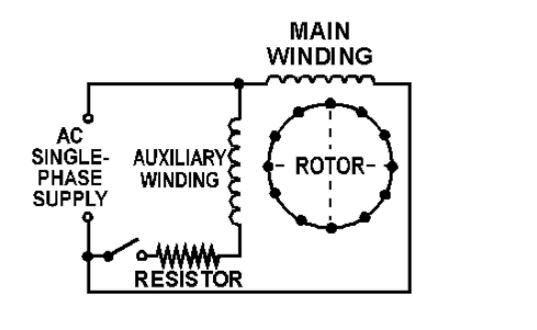 MAIN
WINDING
AC
SINGLE-
PHASE
SUPPLY
AUXILIARY
WINDING
ROTOR
RESISTOR